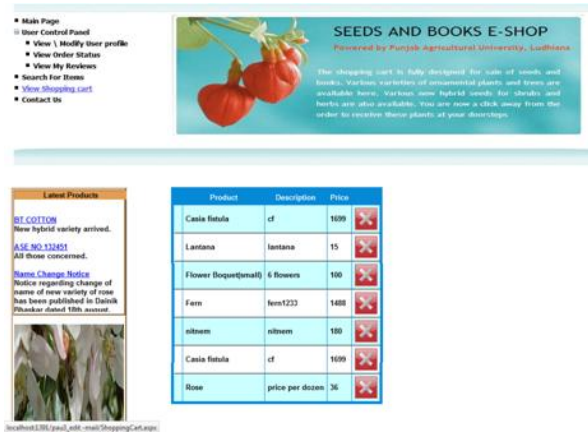 Main Page
User Control Panel
View \ Modify User profile
View Order Status
View My Reviews
Search For Items
View Shopping cart
Contact Us
SEEDS AND BOOKS E-SHOP
Powered by Punjab Agricultural University, Ludhiana
The shopping cart is fully designed for sale of seeds and
books. Various varieties of ornamental plants and trees are
available here. Various new hybrid seeds for shrubs and
herbs are also available. You are now a click away from the
order to receive these plants at your doorsteps
Latest Products
BT COTTON
New hybrid variety arrived.
ASE NO 132451
All those concerned.
Name Change Notice
Notice regarding change of
name of new variety of rose
has been published in Dainik
Bhaskar dated 18th august.
Product Description Price
Casia fistula cf 1699
Lantana lantana 15
Flower Boquet(small) 6 flowers 100
Fern fern1233 1488
nitnem nitnem 180
Casia fistula cf 1699
Rose price per dozen 36
localhost:1391/pau3_edit -mail/ShoppingCart.aspx